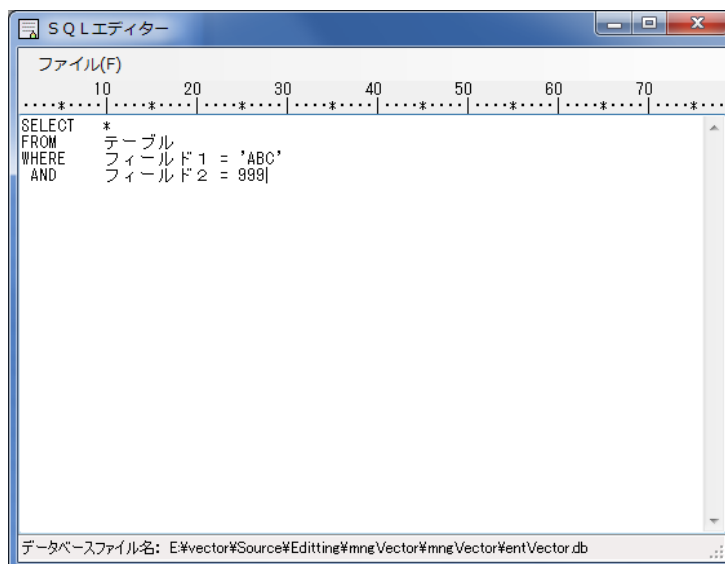 ＳＱＬエディター
ファイル(F)
10 20 30 40 50 60 70
....*....|....*....|....*....|....*....|....*....|....*....|....*....|....*...
SELECT   *
FROM     テーブル
WHERE    フィールド１ = 'ABC'
 AND     フィールド２ = 999
データベースファイル名: E:¥vector¥Source¥Editting¥mngVector¥mngVector¥entVector.db